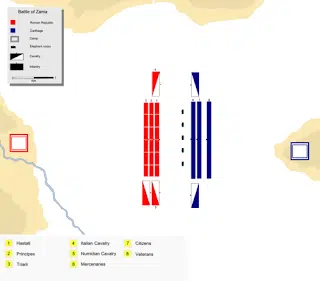 Battle of Zama
Roman Republic
Carthage
Camp
Elephant corps
Cavalry
Infantry
1 Hastati
2 Principes
3 Triarii
4 Italian Cavalry
5 Numidian Cavalry
6 Mercenaries
7 Citizens
8 Veterans